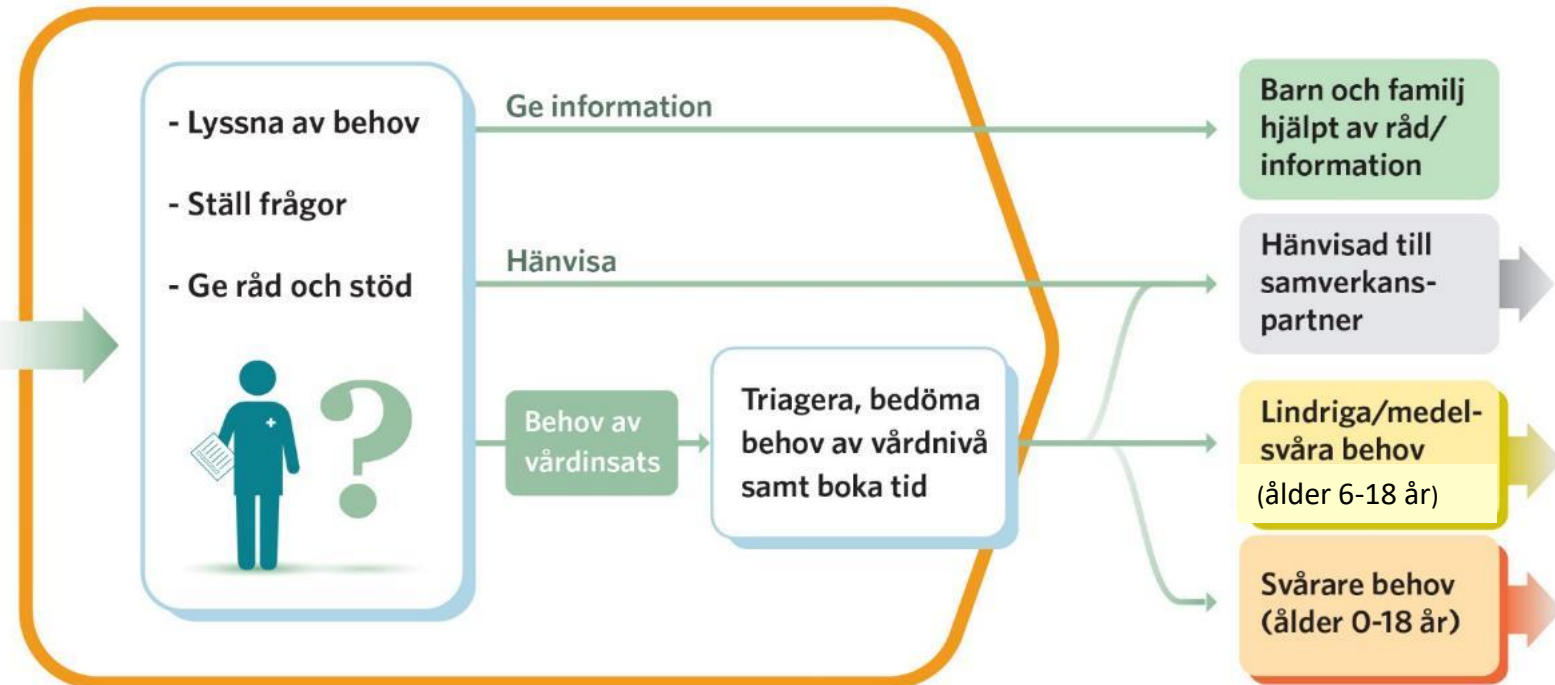 - Lyssna av behov
- Ställ frågor
- Ge råd och stöd
Ge information
Hänvisa
Behov av
vårdinsats
Triagera, bedöma
behov av vårdnivå
samt boka tid
Barn och familj
hjälpt av råd/
information
Hänvisad till
samverkans-
partner
Lindriga/medel-
svåra behov
(ålder 6-18 år)
Svårare behov
(ålder 0-18 år)